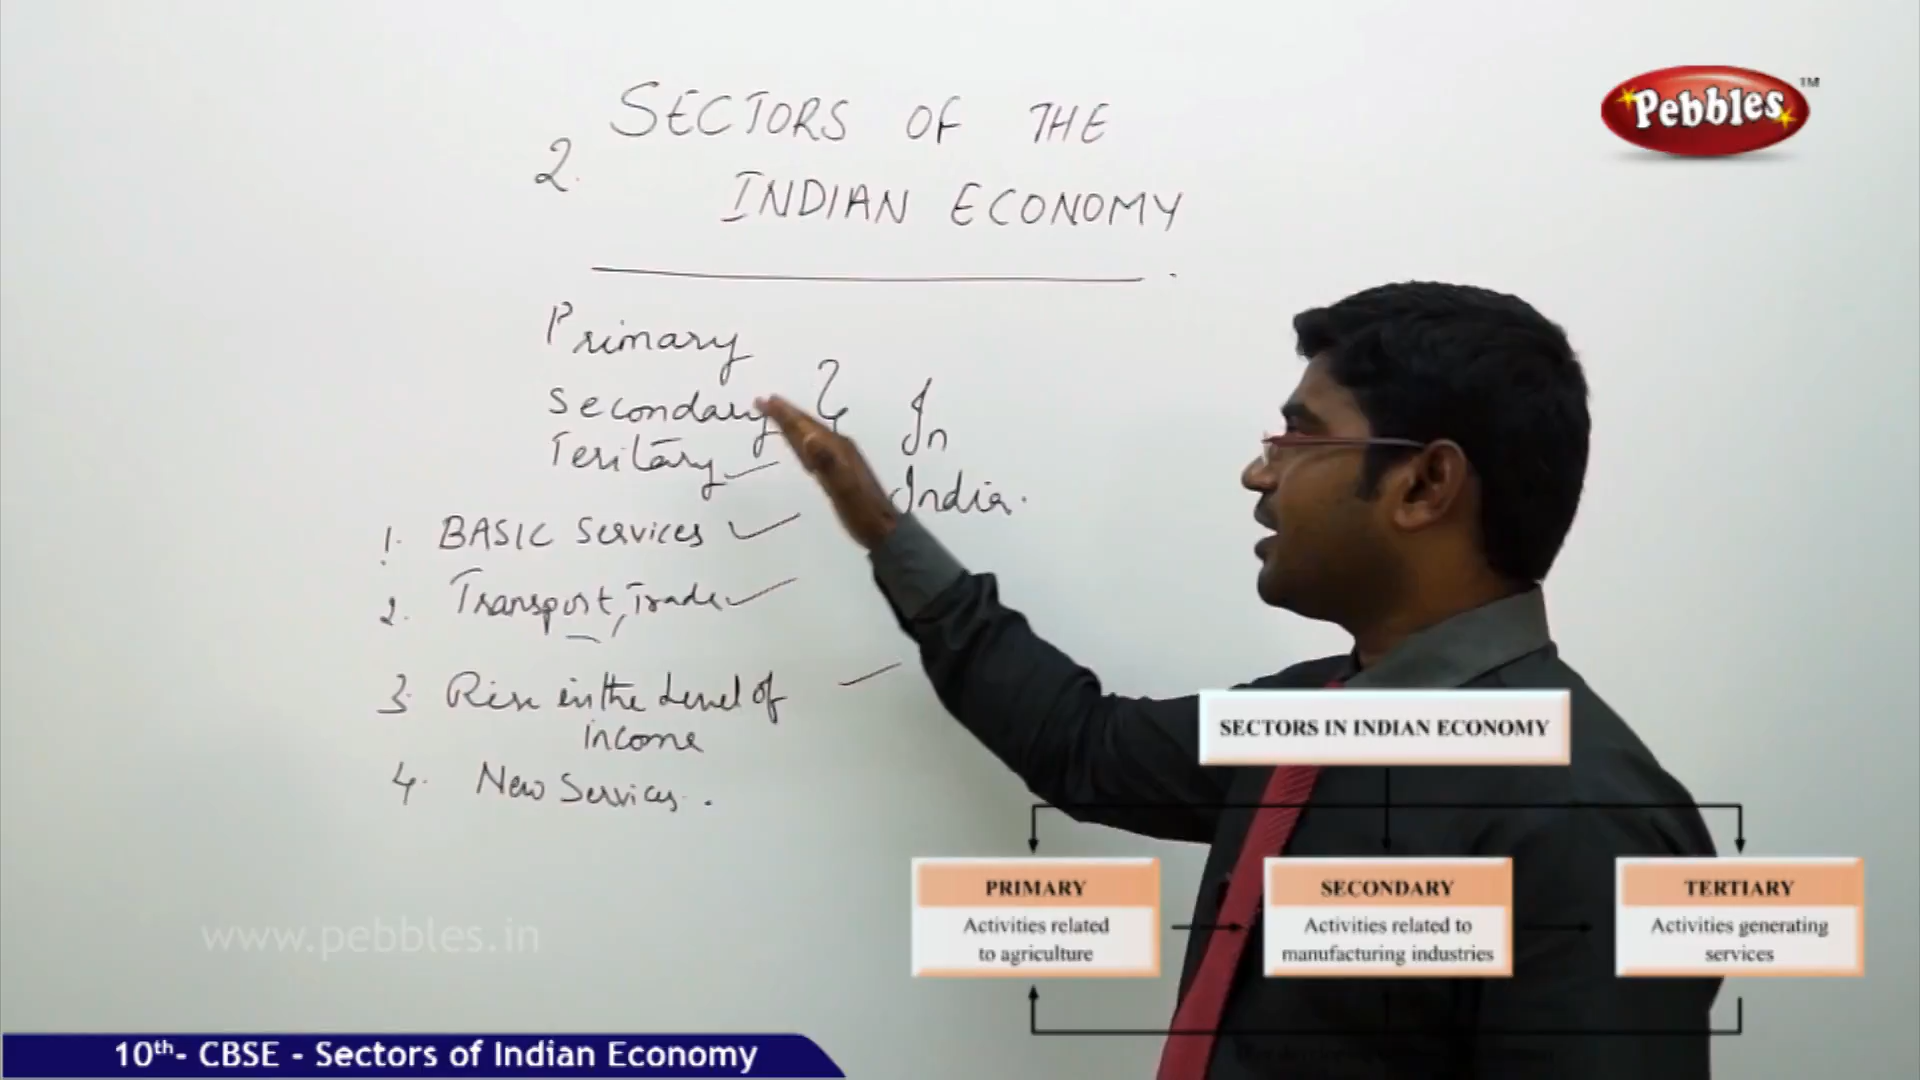 Pebbles TM
2. SECTORS OF THE
INDIAN ECONOMY
Primary
Secondary
Teritary
In
India.
1. BASIC Services
2. Transport, Trade
3. Rise in the Level of
income
4. New Services.
SECTORS IN INDIAN ECONOMY
PRIMARY
Activities related
to agriculture
SECONDARY
Activities related to
manufacturing industries
TERTIARY
Activities generating
services
www.pebbles.in
10th- CBSE - Sectors of Indian Economy